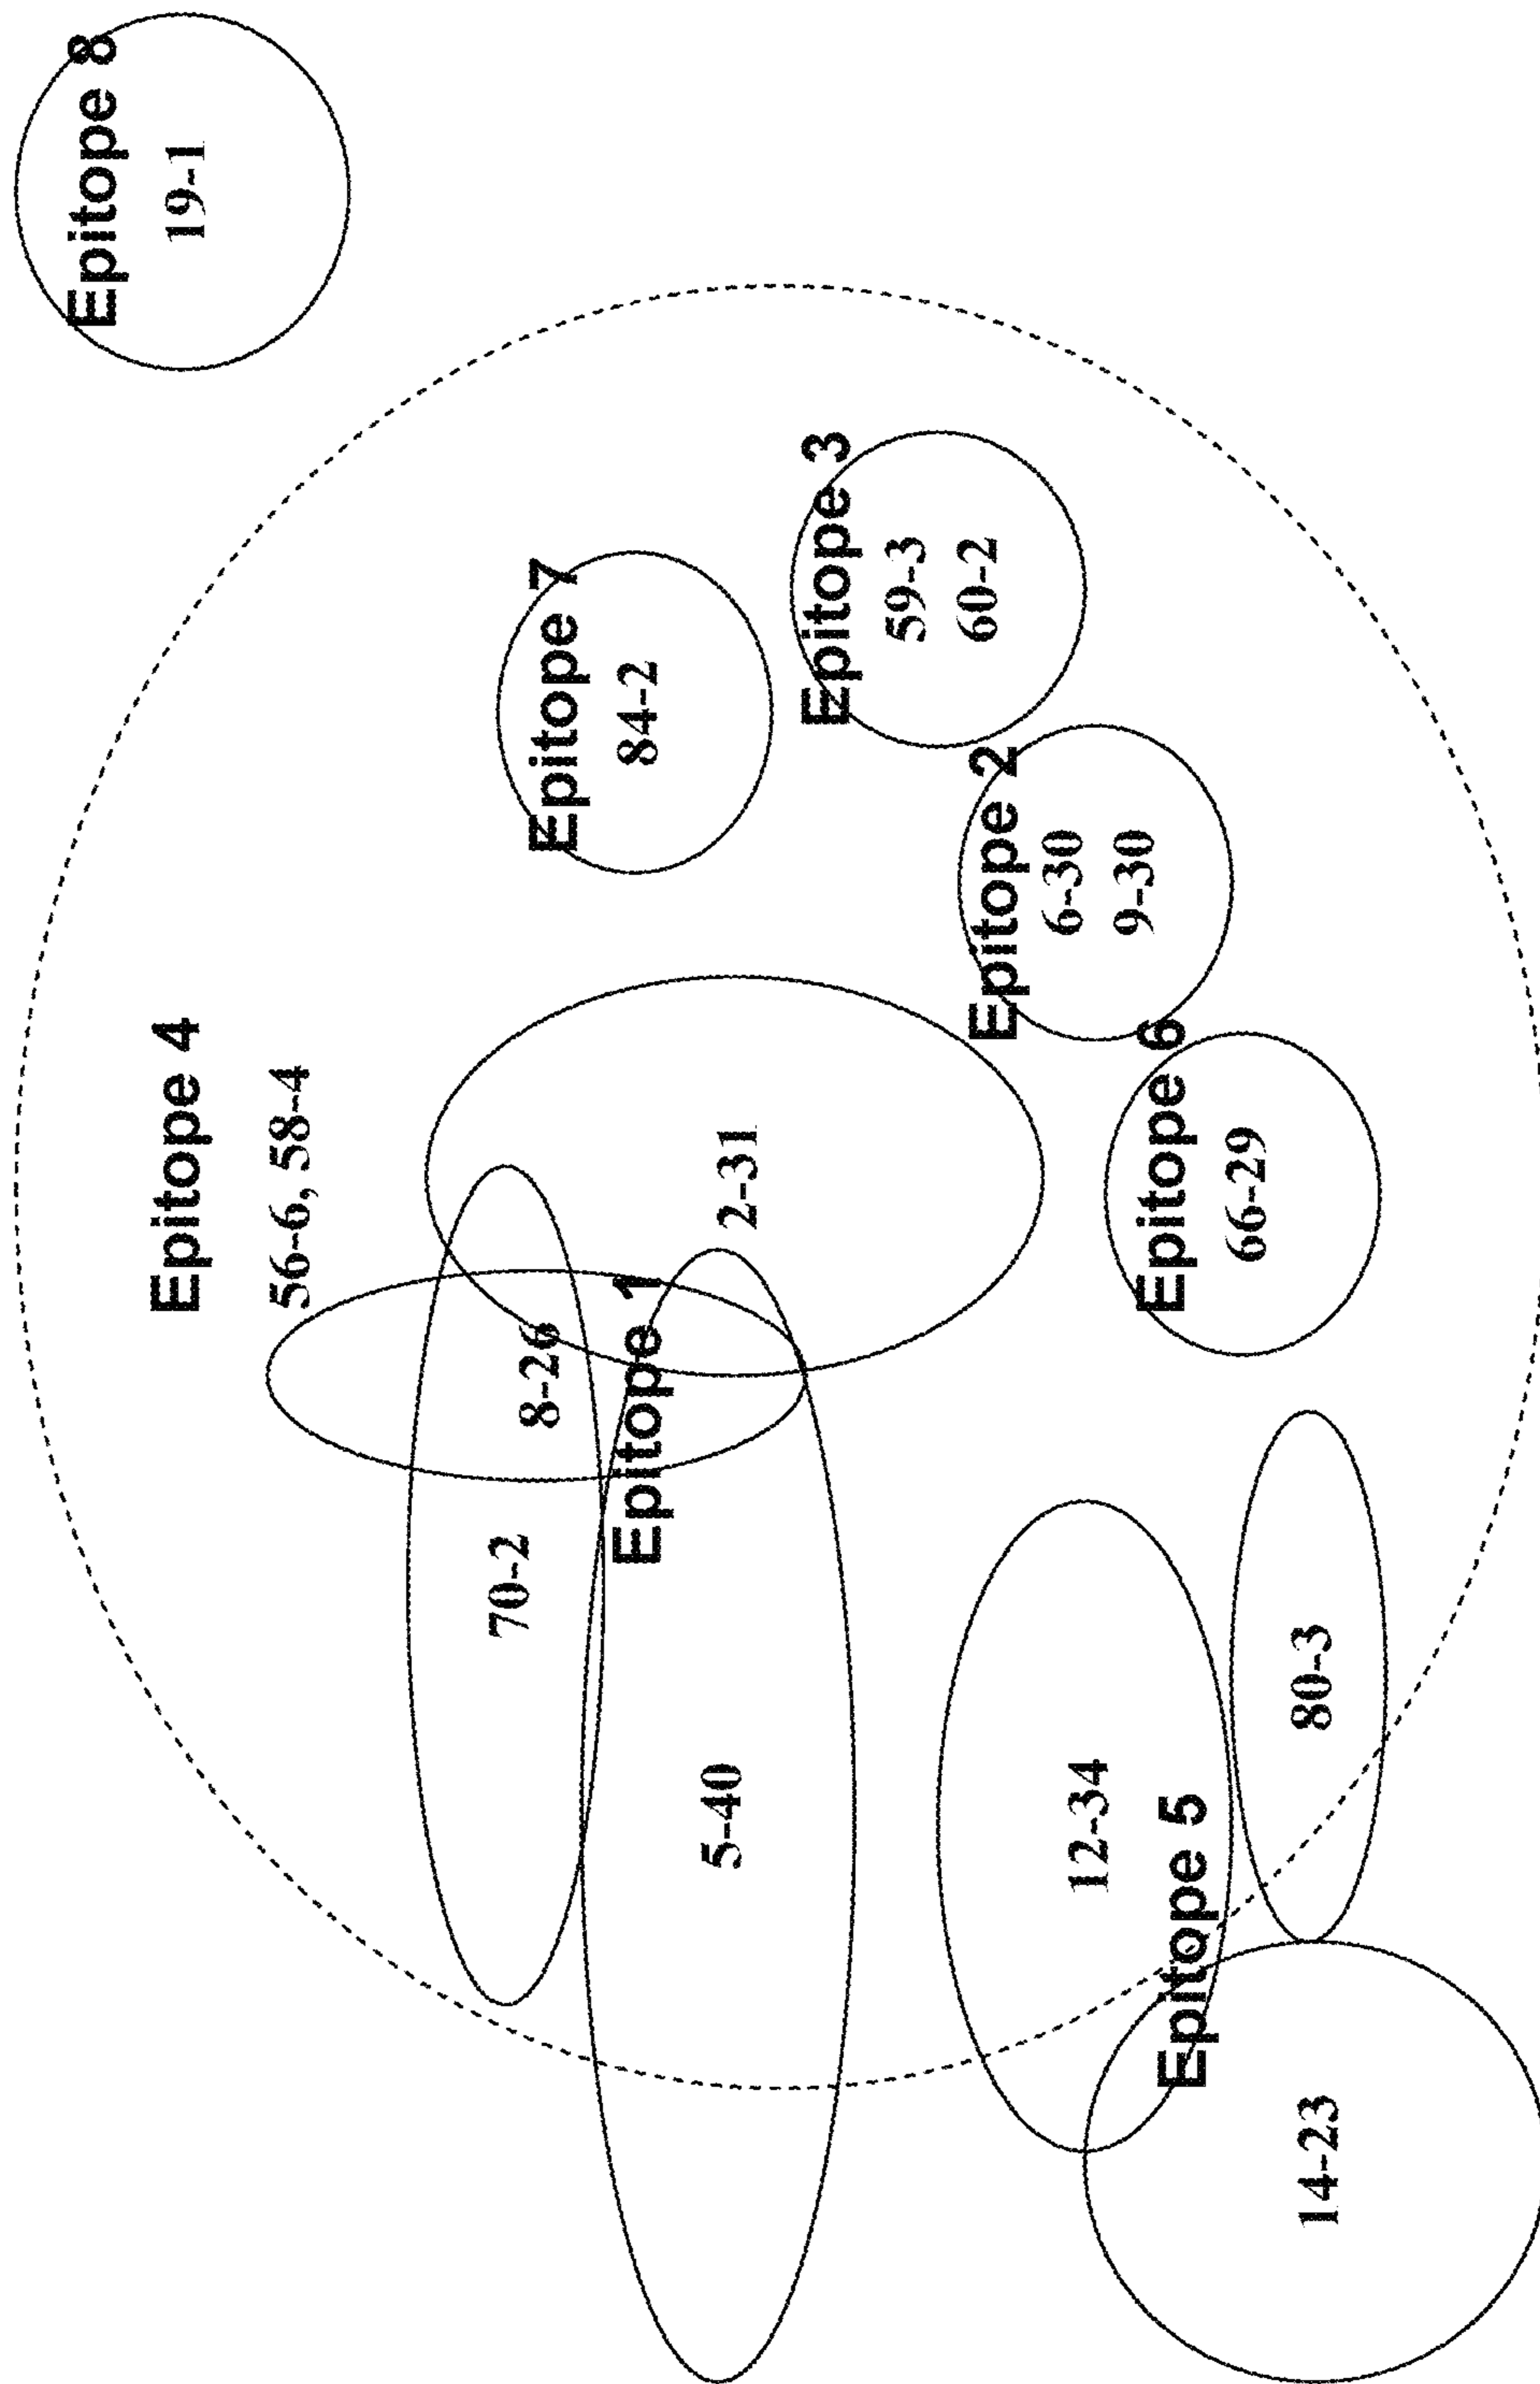 Epitope 8
19-1
Epitope 4
56-6, 58-4
Epitope 7
84-2
Epitope 3
59-3
60-2
Epitope 2
6-30
9-30
Epitope 6
66-29
Epitope 1
8-26
2-31
70-2
5-40
Epitope 5
12-34
80-3
14-23